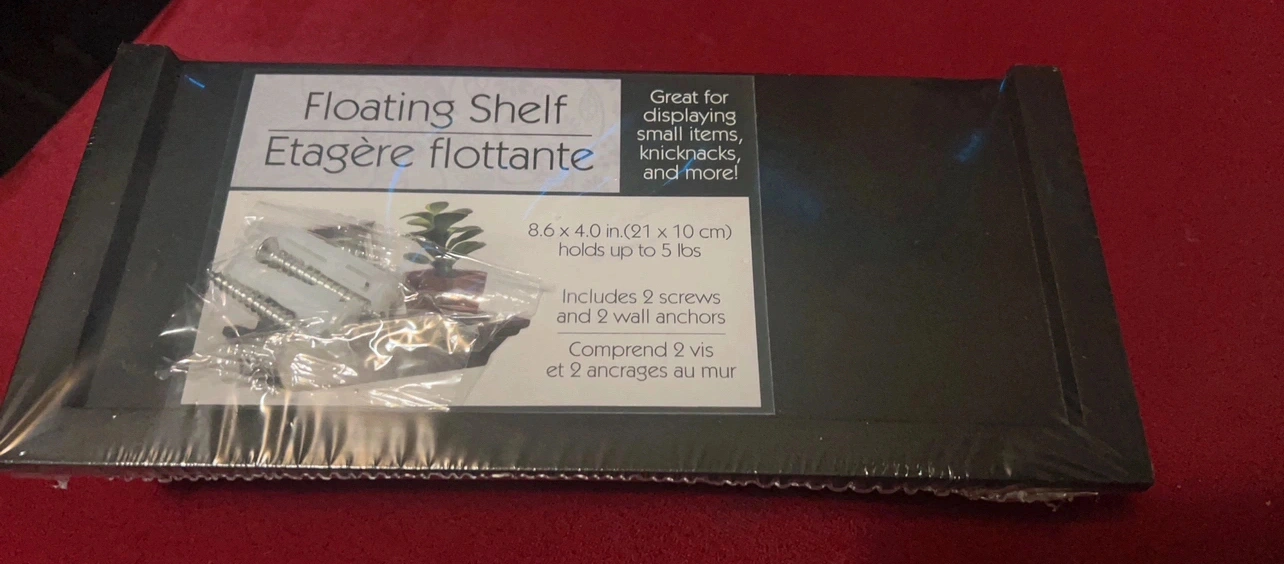 Floating Shelf
Etagère flottante
Great for
displaying
small items,
knicknacks,
and more!
8.6 x 4.0 in.(21 x 10 cm)
holds up to 5 lbs
Includes 2 screws
and 2 wall anchors
Comprend 2 vis
et 2 ancrages au mur